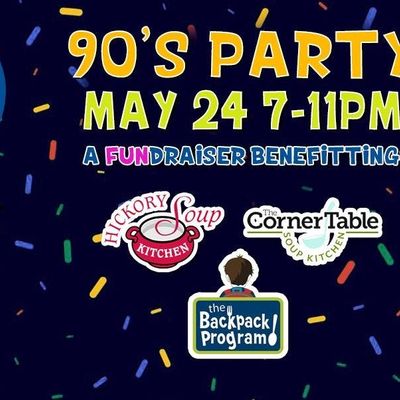 90'S PARTY
MAY 24 7-11PM
A FUNDRAISER BENEFITTING
HICKORY Soup
KITCHEN
The
Corner Table
SOUP KITCHEN
the
Backpack
Program!